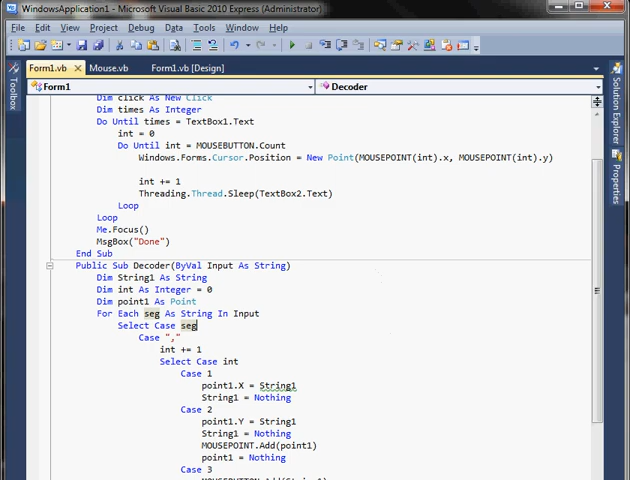 WindowsApplication1 - Microsoft Visual Basic 2010 Express (Administrator)
File Edit View Project Debug Data Tools Window Help
Form1.vb Mouse.vb Form1.vb [Design]
Toolbox
Form1 Decoder
Solution Explorer
Properties
Dim click As New Click
Dim times As Integer
Do Until times = TextBox1.Text
int = 0
Do Until int = MOUSEBUTTON.Count
Windows.Forms.Cursor.Position = New Point(MOUSEPOINT(int).x, MOUSEPOINT(int).y)
int += 1
Threading.Thread.Sleep(TextBox2.Text)
Loop
Loop
Me.Focus()
MsgBox("Done")
End Sub
Public Sub Decoder(ByVal Input As String)
Dim String1 As String
Dim int As Integer = 0
Dim point1 As Point
For Each seg As String In Input
Select Case seg
Case ","
int += 1
Select Case int
Case 1
point1.X = String1
String1 = Nothing
Case 2
point1.Y = String1
String1 = Nothing
MOUSEPOINT.Add(point1)
point1 = Nothing
Case 3